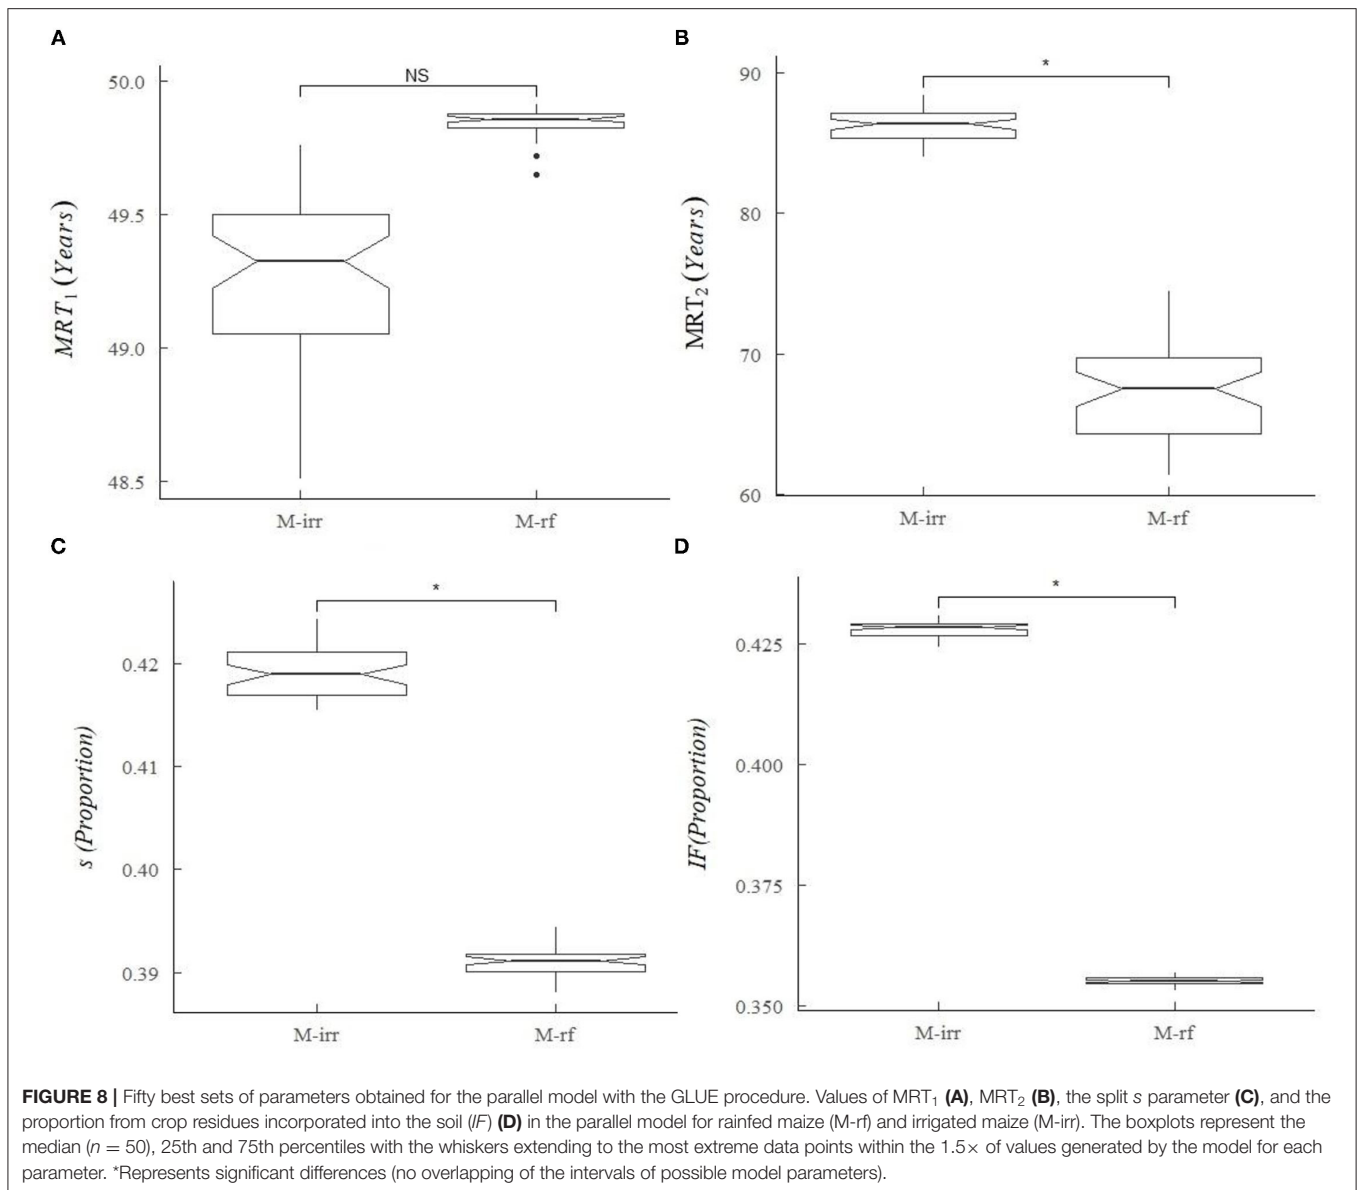 A
50.0
49.5
49.0
48.5
MRT1 (Years)
NS
M-irr
M-rf
B
90
80
70
60
MRT2 (Years)
*
M-irr
M-rf
C
0.42
0.41
0.40
0.39
s (Proportion)
*
M-irr
M-rf
D
0.425
0.400
0.375
0.350
IF(Proportion)
*
M-irr
M-rf
FIGURE 8 | Fifty best sets of parameters obtained for the parallel model with the GLUE procedure. Values of MRT1 (A), MRT2 (B), the split s parameter (C), and the
proportion from crop residues incorporated into the soil (IF) (D) in the parallel model for rainfed maize (M-rf) and irrigated maize (M-irr). The boxplots represent the
median (n = 50), 25th and 75th percentiles with the whiskers extending to the most extreme data points within the 1.5× of values generated by the model for each
parameter. *Represents significant differences (no overlapping of the intervals of possible model parameters).